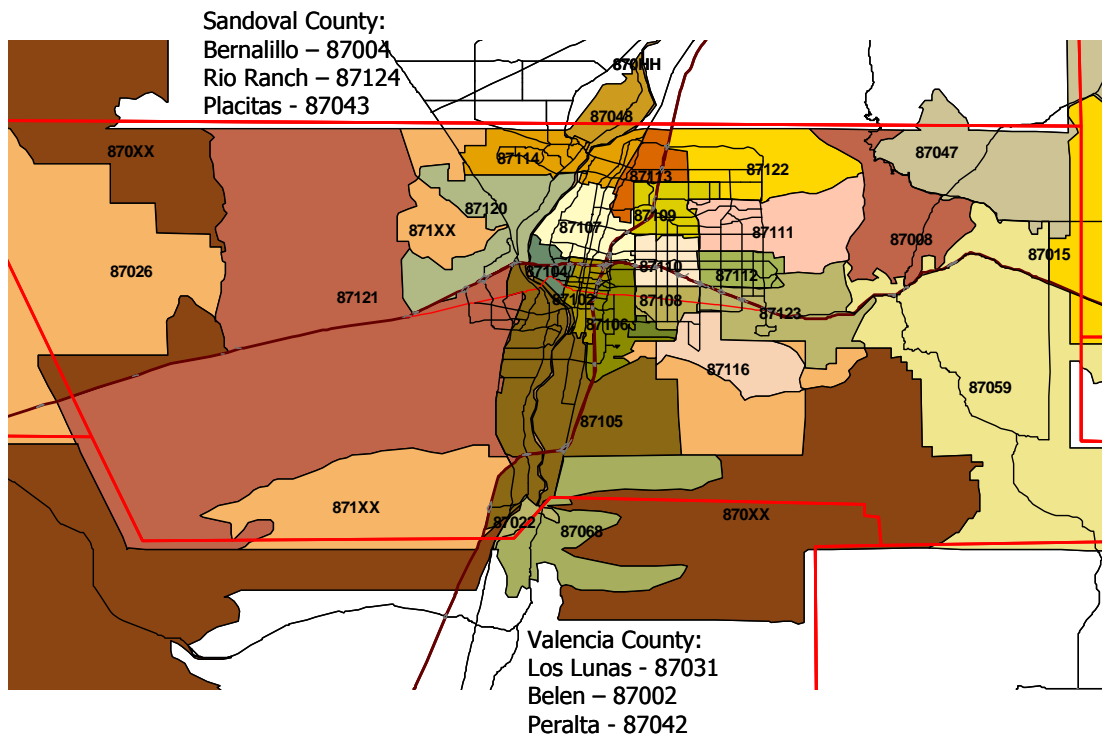 Sandoval County:
Bernalillo – 87004
Rio Ranch – 87124
Placitas - 87043
870HH
87048
870XX
87114
87113
87122
87047
87120
871XX
87107
87109
87111
87008
87015
87026
87121
87104
87110
87112
87102
87108
87123
87106
87116
87059
87105
871XX
87022
87068
870XX
Valencia County:
Los Lunas - 87031
Belen – 87002
Peralta - 87042